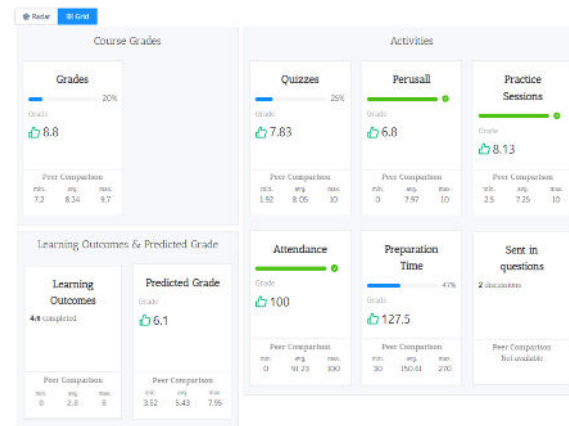 Radar Grid
Course Grades
Grades
20%
Grade
8.8
Peer Comparison
min. avg. max.
7.2 8.34 9.7
Learning Outcomes & Predicted Grade
Learning
Outcomes
completed
Peer Comparison
min. avg. max.
0 2.8
Predicted Grade
Grade
6.1
Peer Comparison
min. avg. max.
3.52 5.43 7.95
Activities
Quizzes
25%
Grade
7.83
Peer Comparison
min. avg. max.
1.92 8.05 10
Perusall
Grade
6.8
Peer Comparison
min. avg. max.
0 7.97 10
Practice
Sessions
Grade
8.13
Peer Comparison
min. avg. max.
2.5 7.25 10
Attendance
Grade
100
Peer Comparison
min. avg. max.
0 91.23 100
Preparation
Time
47%
Grade
127.5
Peer Comparison
min. avg. max.
30 150.61 270
Sent in
questions
2 discussions
Peer Comparison
Not available